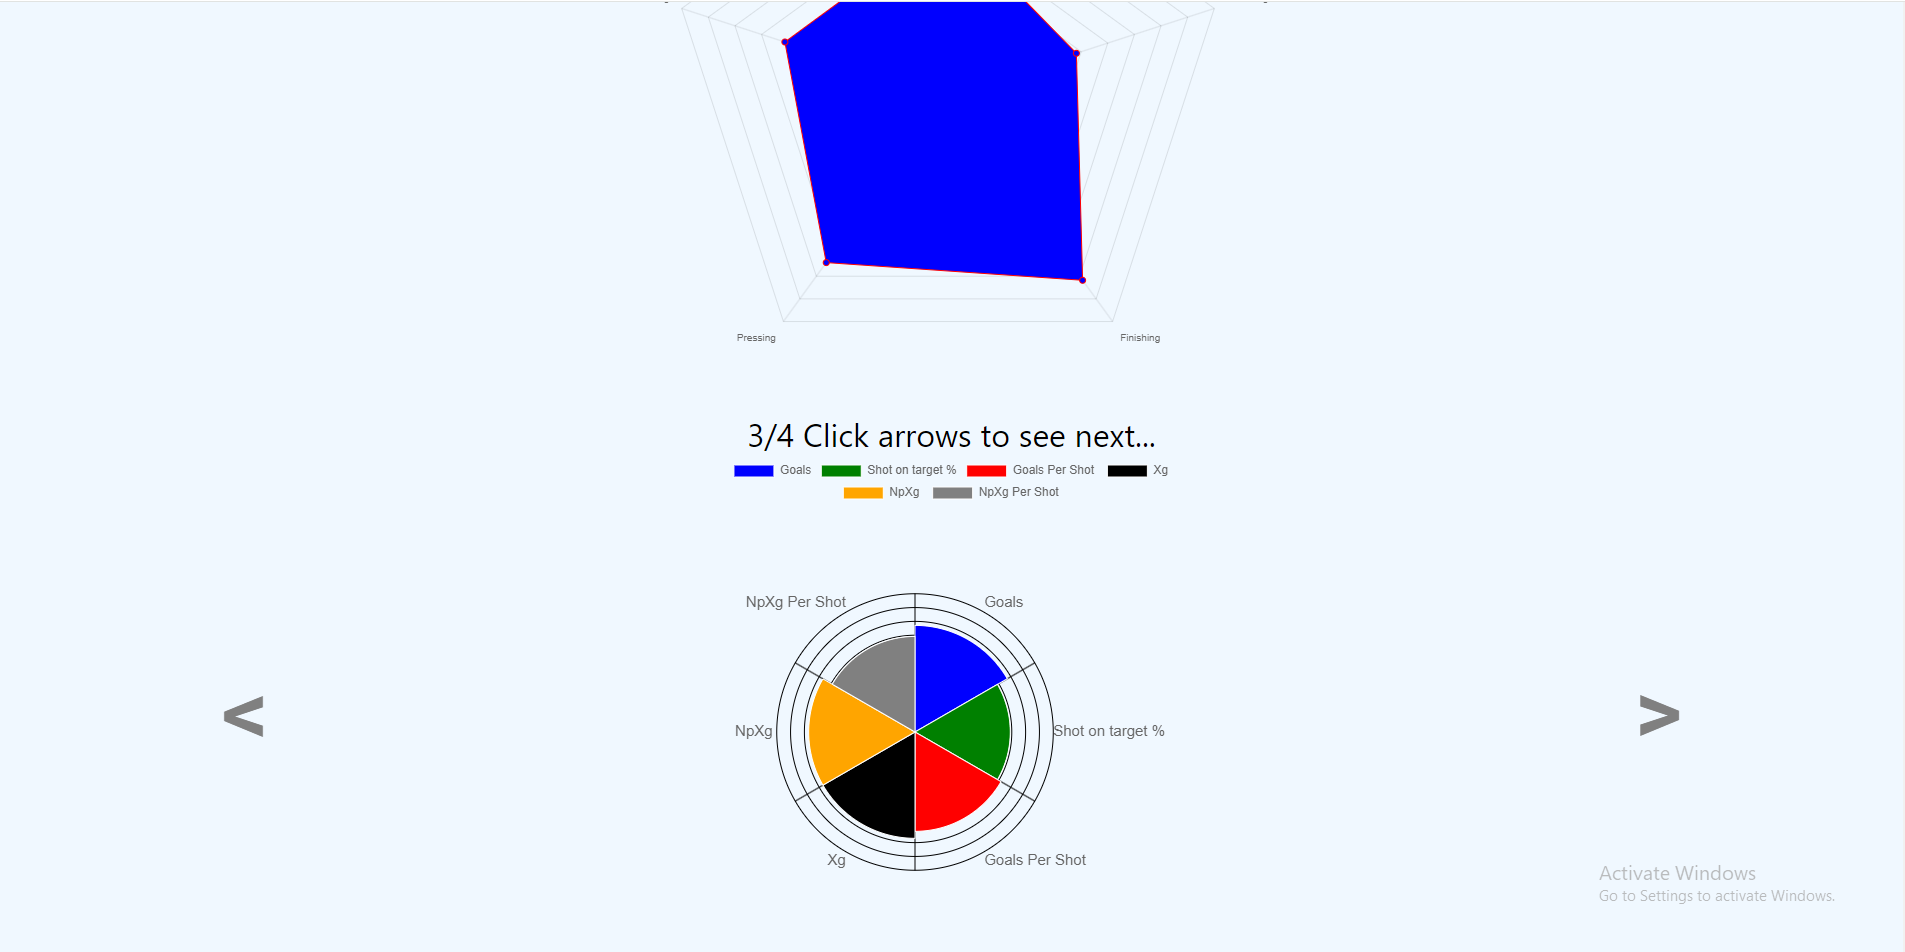 Pressing
Finishing
3/4 Click arrows to see next...
Goals Shot on target % Goals Per Shot Xg
NpXg NpXg Per Shot
NpXg Per Shot Goals
< >
NpXg Shot on target %
Xg Goals Per Shot
Activate Windows
Go to Settings to activate Windows.